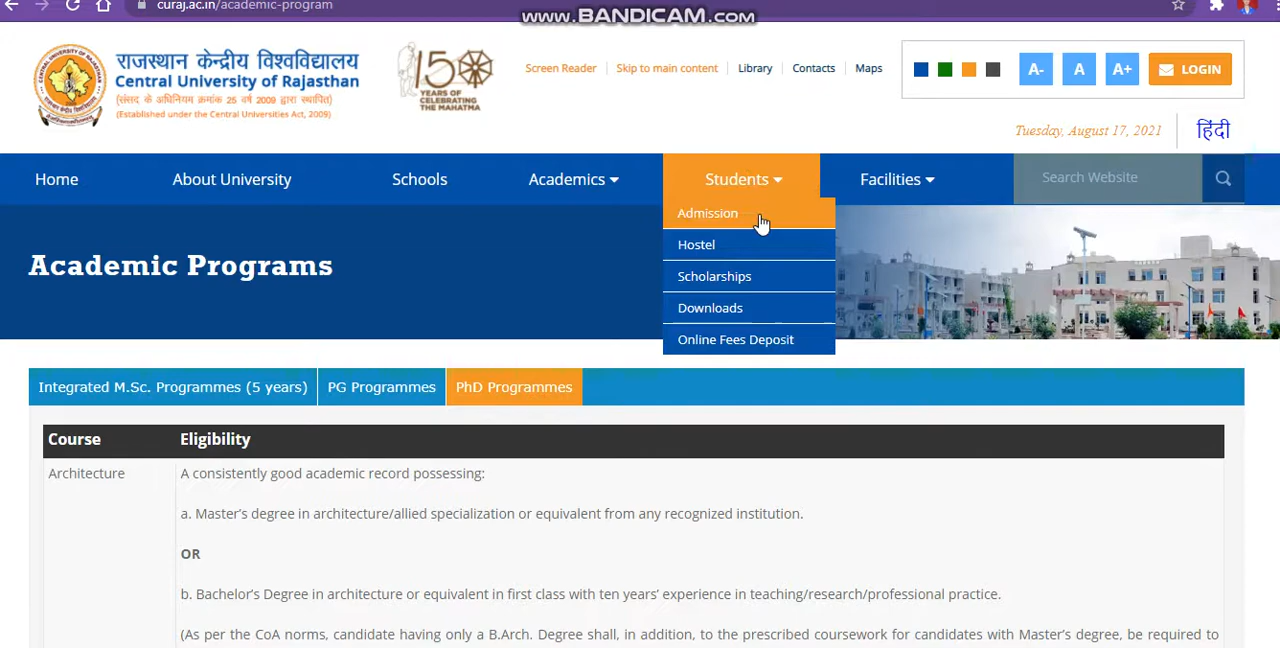 curaj.ac.in/academic-program
www.BANDICAM.com
राजस्थान केन्द्रीय विश्वविद्यालय
Central University of Rajasthan
(संसद के अधिनियम क्रमांक 25 वर्ष 2009 द्वारा स्थापित)
(Established under the Central Universities Act, 2009)
150
YEARS OF
CELEBRATING
THE MAHATMA
Screen Reader
Skip to main content
Library
Contacts
Maps
A-
A
A+
LOGIN
Tuesday, August 17, 2021
हिंदी
Home
About University
Schools
Academics
Students
Facilities
Search Website
Admission
Hostel
Scholarships
Downloads
Online Fees Deposit
Academic Programs
Integrated M.Sc. Programmes (5 years)
PG Programmes
PhD Programmes
Course
Eligibility
Architecture
A consistently good academic record possessing:
a. Master's degree in architecture/allied specialization or equivalent from any recognized institution.
OR
b. Bachelor's Degree in architecture or equivalent in first class with ten years' experience in teaching/research/professional practice.
(As per the CoA norms, candidate having only a B.Arch. Degree shall, in addition, to the prescribed coursework for candidates with Master's degree, be required to